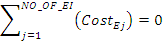 ∑_{j=1}^{NO_OF_EI}(Cost_{Ej}) = 0